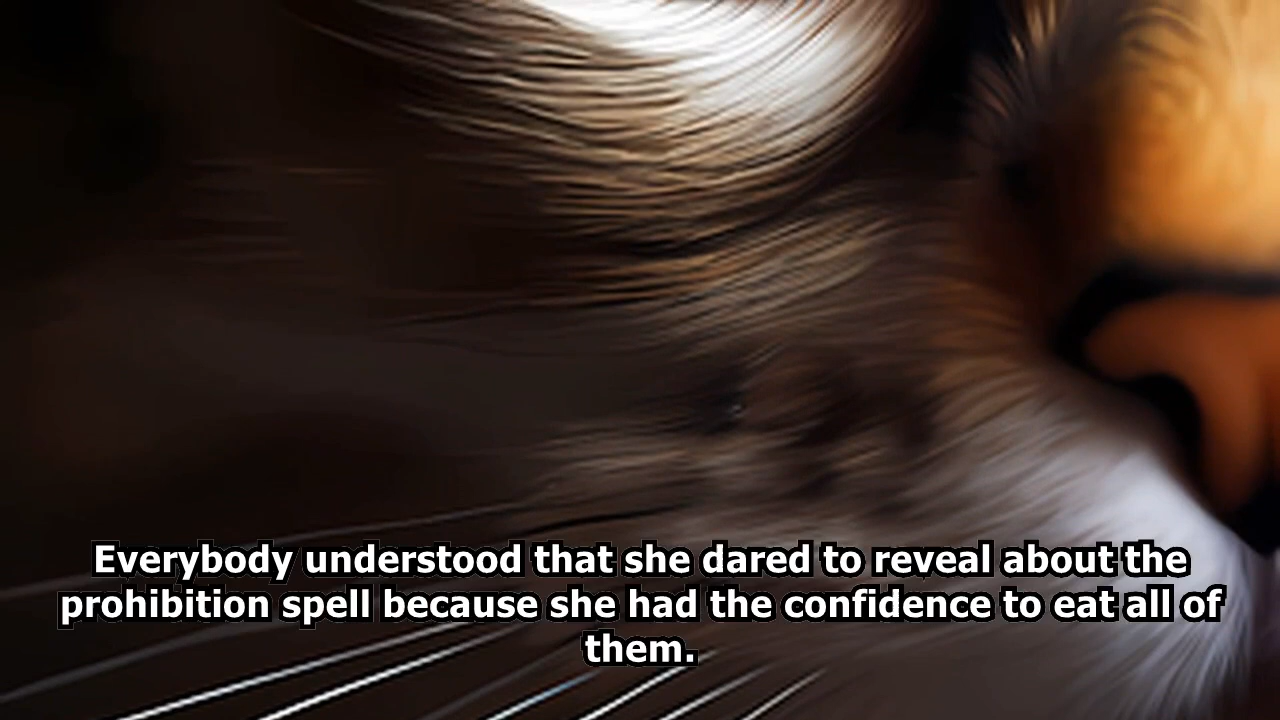 Everybody understood that she dared to reveal about the
prohibition spell because she had the confidence to eat all of
them.